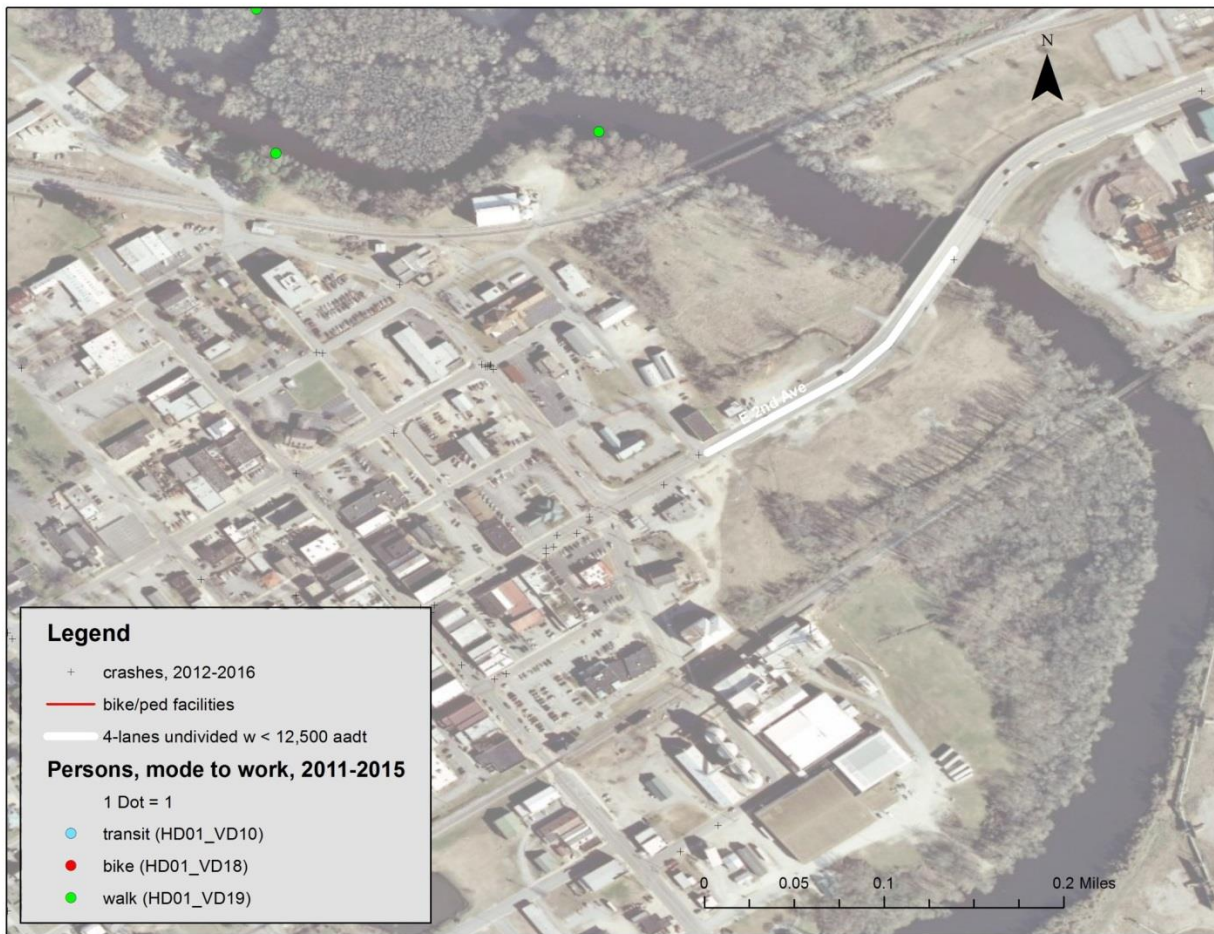 N
E 2nd Ave
Legend
crashes, 2012-2016
bike/ped facilities
4-lanes undivided w < 12,500 aadt
Persons, mode to work, 2011-2015
1 Dot = 1
transit (HD01_VD10)
bike (HD01_VD18)
walk (HD01_VD19)
0 0.05 0.1 0.2 Miles